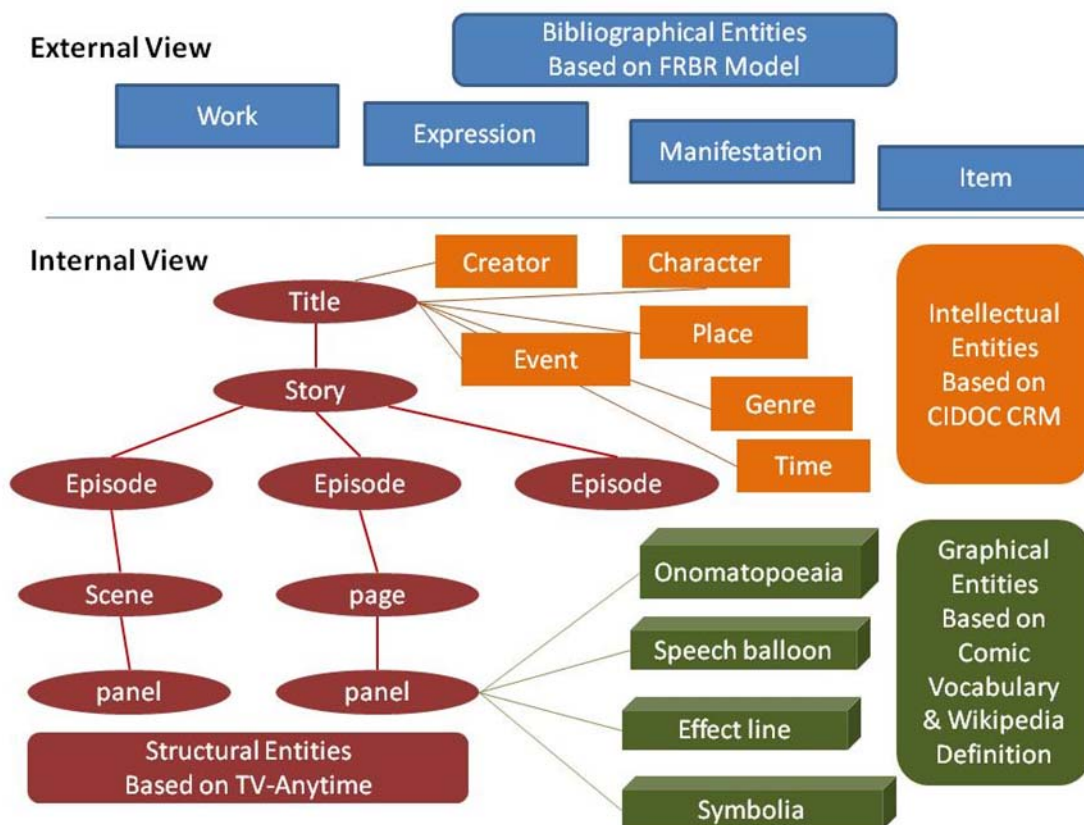 External View
Bibliographical Entities
Based on FRBR Model
Work
Expression
Manifestation
Item
Internal View
Creator
Character
Title
Place
Event
Story
Genre
Time
Intellectual
Entities
Based on
CIDOC CRM
Episode
Episode
Episode
Scene
page
panel
panel
Onomatopoeaia
Speech balloon
Effect line
Symbolia
Graphical
Entities
Based on
Comic
Vocabulary
& Wikipedia
Definition
Structural Entities
Based on TV-Anytime